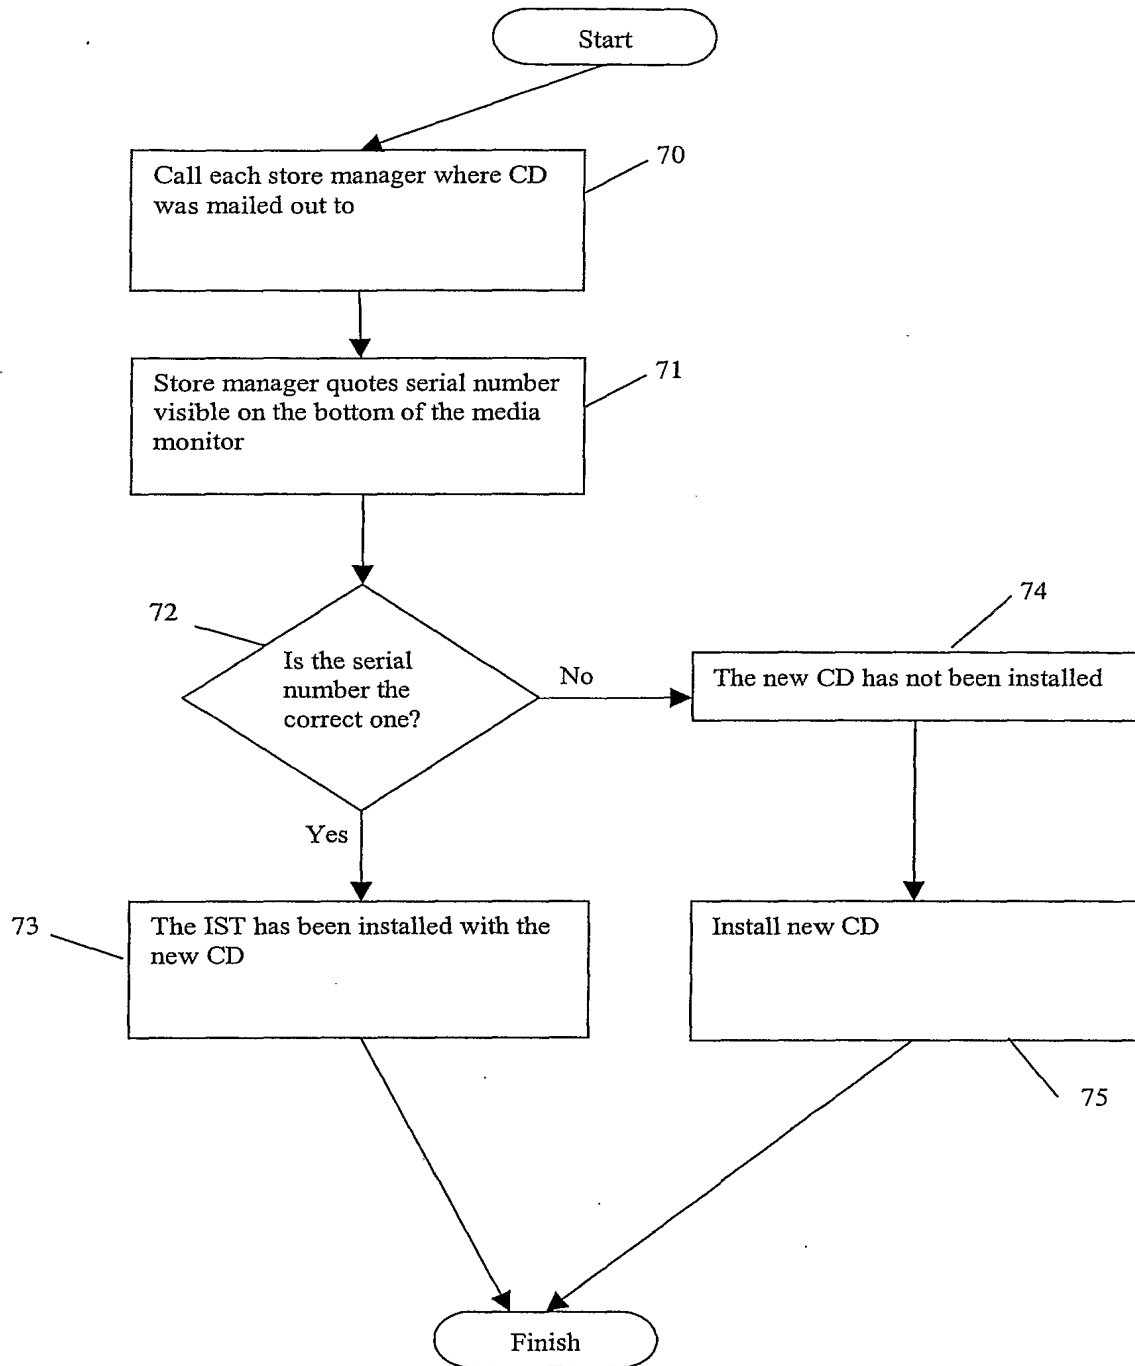 Start
Call each store manager where CD
was mailed out to
70
Store manager quotes serial number
visible on the bottom of the media
monitor
71
72
Is the serial
number the
correct one?
No
74
The new CD has not been installed
Yes
73
The IST has been installed with the
new CD
Install new CD
75
Finish